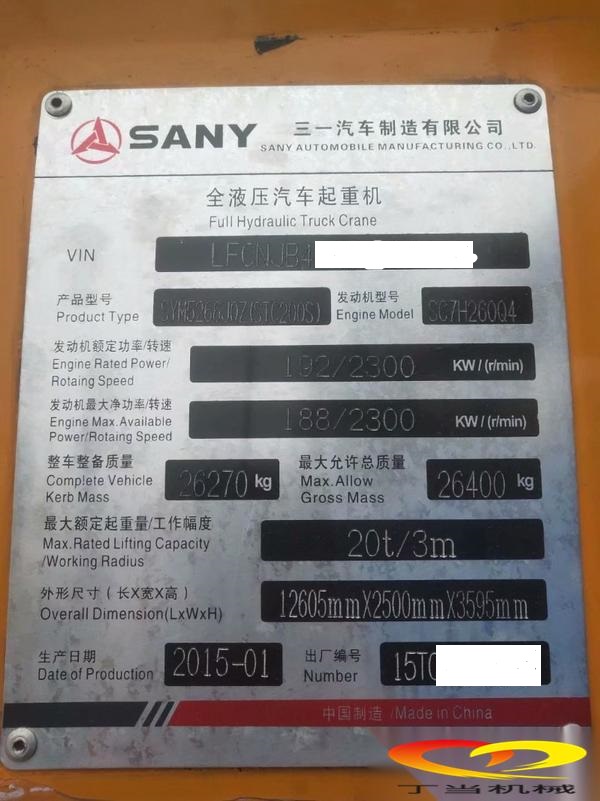 SANY 三一汽车制造有限公司
SANY AUTOMOBILE MANUFACTURING CO.,LTD.
全液压汽车起重机
Full Hydraulic Truck Crane
VIN LFCNJB4
产品型号 SYM5266JQZ(STC200S) 发动机型号 SC7H260Q4
Product Type Engine Model
发动机额定功率/转速
Engine Rated Power/ 192/2300 KW/(r/min)
Rotaing Speed
发动机最大净功率/转速
Engine Max.Available 188/2300 KW/(r/min)
Power/Rotaing Speed
整车整备质量 最大允许总质量
Complete Vehicle 26270 kg Max.Allow 26400 kg
Kerb Mass Gross Mass
最大额定起重量/工作幅度
Max.Rated Lifting Capacity 20t/3m
/Working Radius
外形尺寸(长X宽X高) 12605mmX2500mmX3595mm
Overall Dimension(LxWxH)
生产日期 2015-01 出厂编号 15TC
Date of Production Number
中国制造 /Made in China
丁当机械